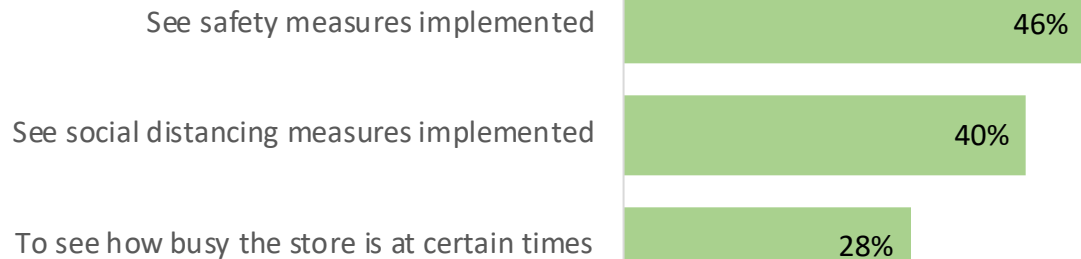 See safety measures implemented 46%
See social distancing measures implemented 40%
To see how busy the store is at certain times 28%